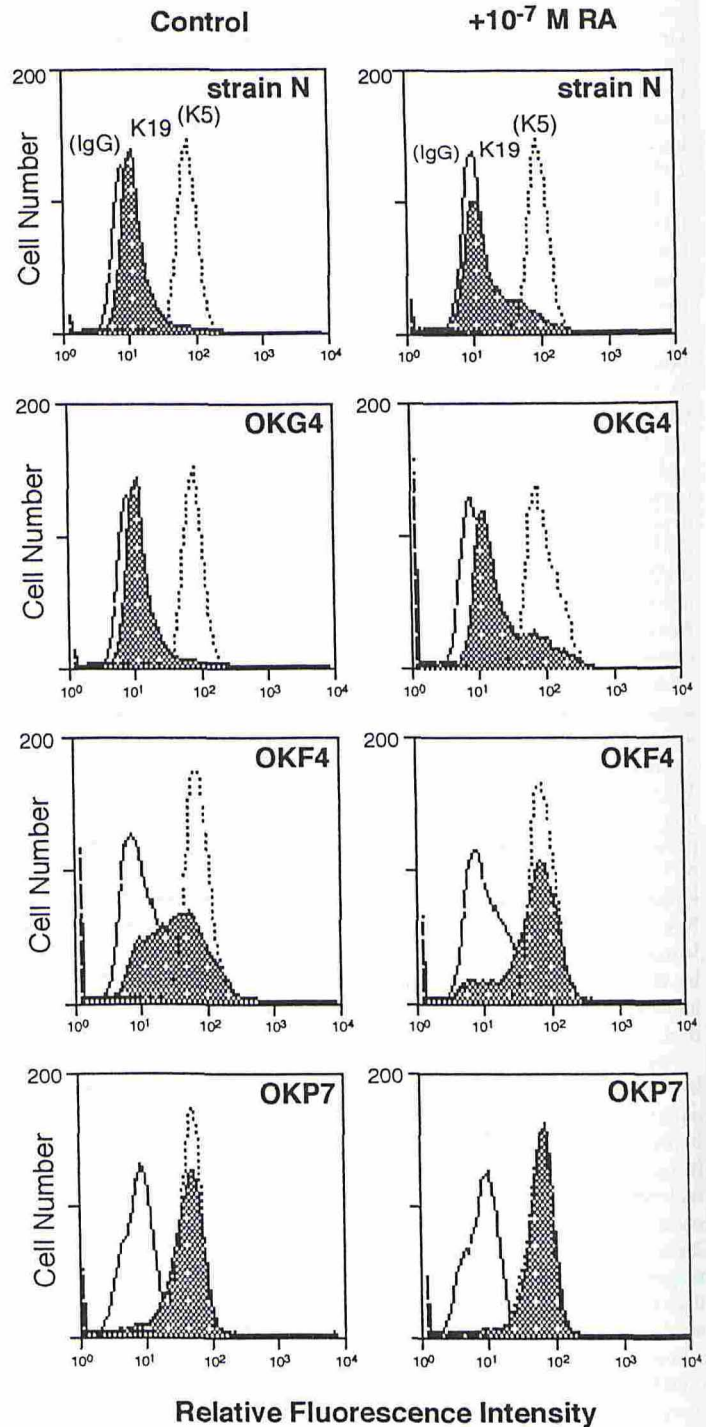 Control +10⁻⁷ M RA
200 strain N 200 strain N
(IgG) K19 (K5) (IgG) K19 (K5)
Cell Number
10⁰ 10¹ 10² 10³ 10⁴ 10⁰ 10¹ 10² 10³ 10⁴
200 OKG4 200 OKG4
Cell Number
10⁰ 10¹ 10² 10³ 10⁴ 10⁰ 10¹ 10² 10³ 10⁴
200 OKF4 200 OKF4
Cell Number
10⁰ 10¹ 10² 10³ 10⁴ 10⁰ 10¹ 10² 10³ 10⁴
200 OKP7 200 OKP7
Cell Number
10⁰ 10¹ 10² 10³ 10⁴ 10⁰ 10¹ 10² 10³ 10⁴
Relative Fluorescence Intensity